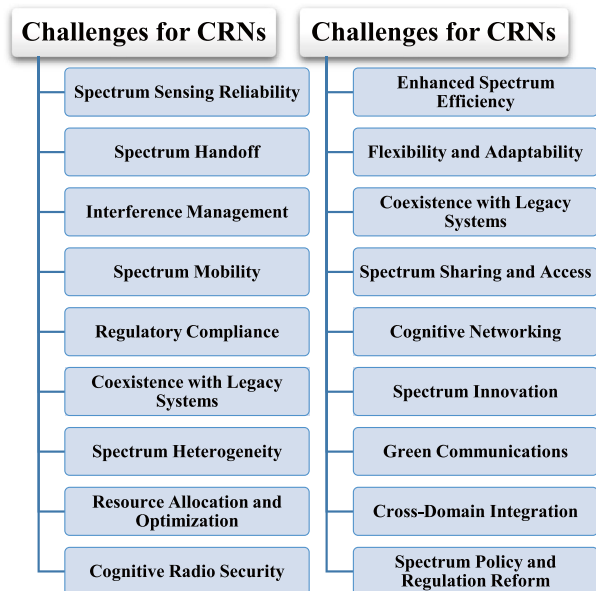 Challenges for CRNs
Spectrum Sensing Reliability
Spectrum Handoff
Interference Management
Spectrum Mobility
Regulatory Compliance
Coexistence with Legacy
Systems
Spectrum Heterogeneity
Resource Allocation and
Optimization
Cognitive Radio Security
Challenges for CRNs
Enhanced Spectrum
Efficiency
Flexibility and Adaptability
Coexistence with Legacy
Systems
Spectrum Sharing and Access
Cognitive Networking
Spectrum Innovation
Green Communications
Cross-Domain Integration
Spectrum Policy and
Regulation Reform